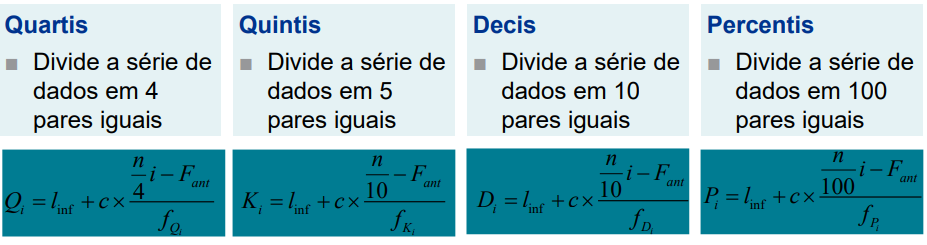 Quartis
■ Divide a série de
dados em 4
pares iguais
Quintis
■ Divide a série de
dados em 5
pares iguais
Decis
■ Divide a série de
dados em 10
pares iguais
Percentis
■ Divide a série de
dados em 100
pares iguais
$Q_i = l_{\inf} + c \times \frac{\frac{n}{4}i - F_{ant}}{f_{Q_i}}$
$K_i = l_{\inf} + c \times \frac{\frac{n}{10} - F_{ant}}{f_{K_i}}$
$D_i = l_{\inf} + c \times \frac{\frac{n}{10}i - F_{ant}}{f_{D_i}}$
$P_i = l_{\inf} + c \times \frac{\frac{n}{100}i - F_{ant}}{f_{P_i}}$